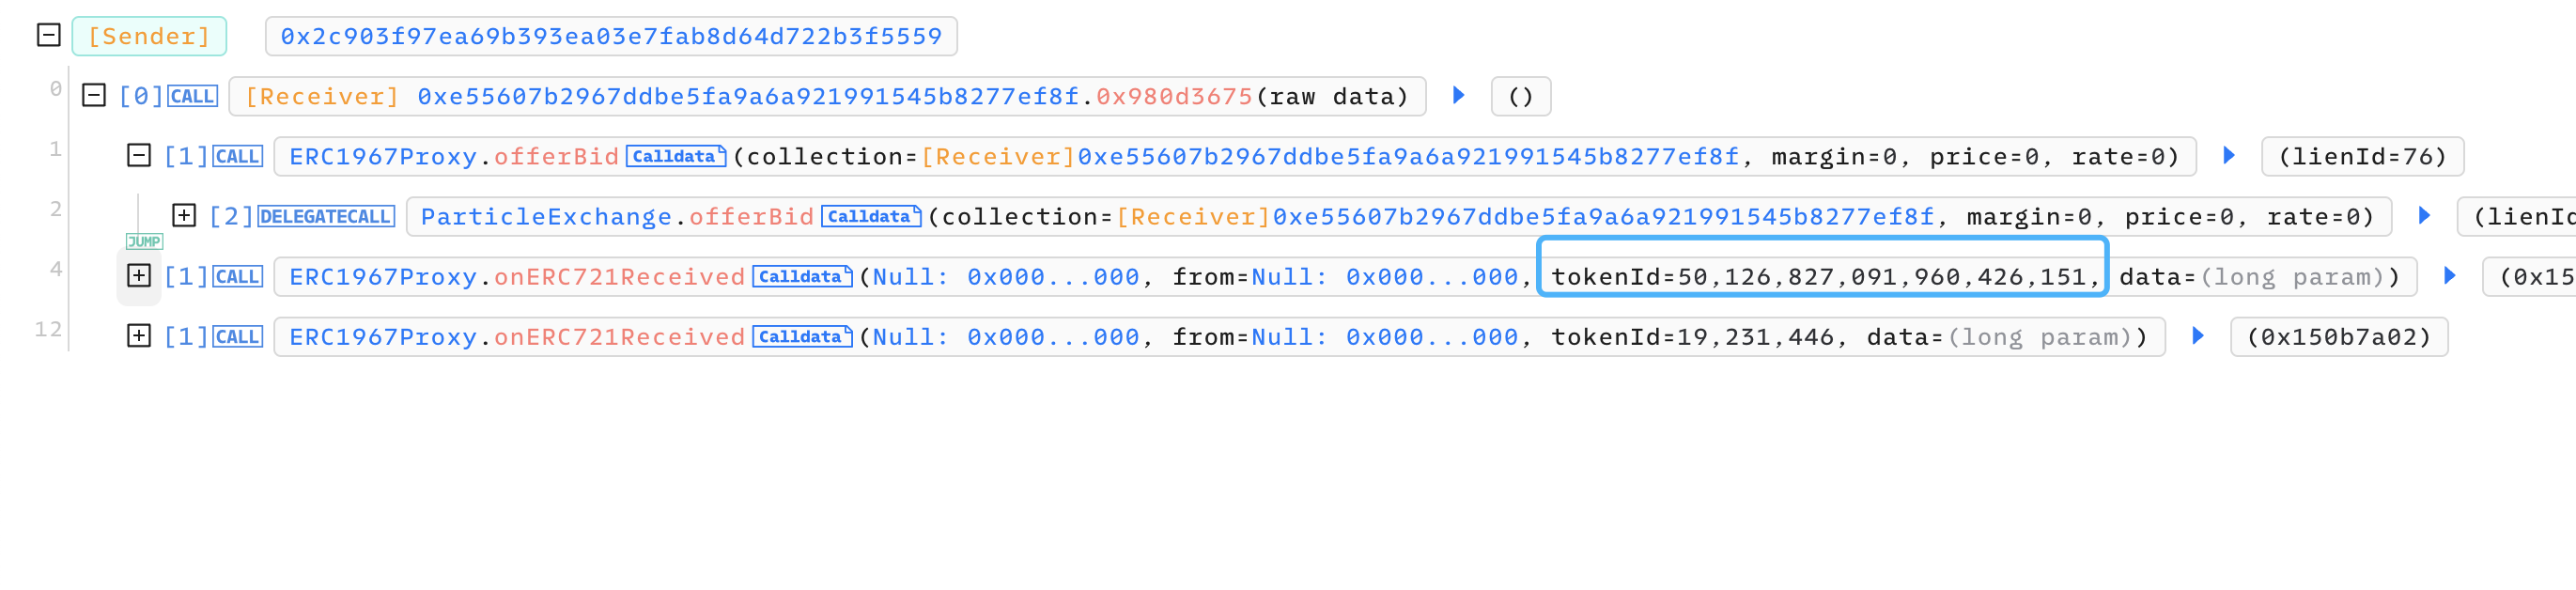 [Sender] 0x2c903f97ea69b393ea03e7fab8d64d722b3f5559
0 [0]CALL [Receiver] 0xe55607b2967ddbe5fa9a6a921991545b8277ef8f.0x980d3675(raw data) ()
1 [1]CALL ERC1967Proxy.offerBid Calldata (collection=[Receiver]0xe55607b2967ddbe5fa9a6a921991545b8277ef8f, margin=0, price=0, rate=0) (lienId=76)
2 [2]DELEGATECALL ParticleExchange.offerBid Calldata (collection=[Receiver]0xe55607b2967ddbe5fa9a6a921991545b8277ef8f, margin=0, price=0, rate=0) (lienId
JUMP
4 [1]CALL ERC1967Proxy.onERC721Received Calldata (Null: 0x000...000, from=Null: 0x000...000, tokenId=50,126,827,091,960,426,151, data=(long param)) (0x15
12 [1]CALL ERC1967Proxy.onERC721Received Calldata (Null: 0x000...000, from=Null: 0x000...000, tokenId=19,231,446, data=(long param)) (0x150b7a02)